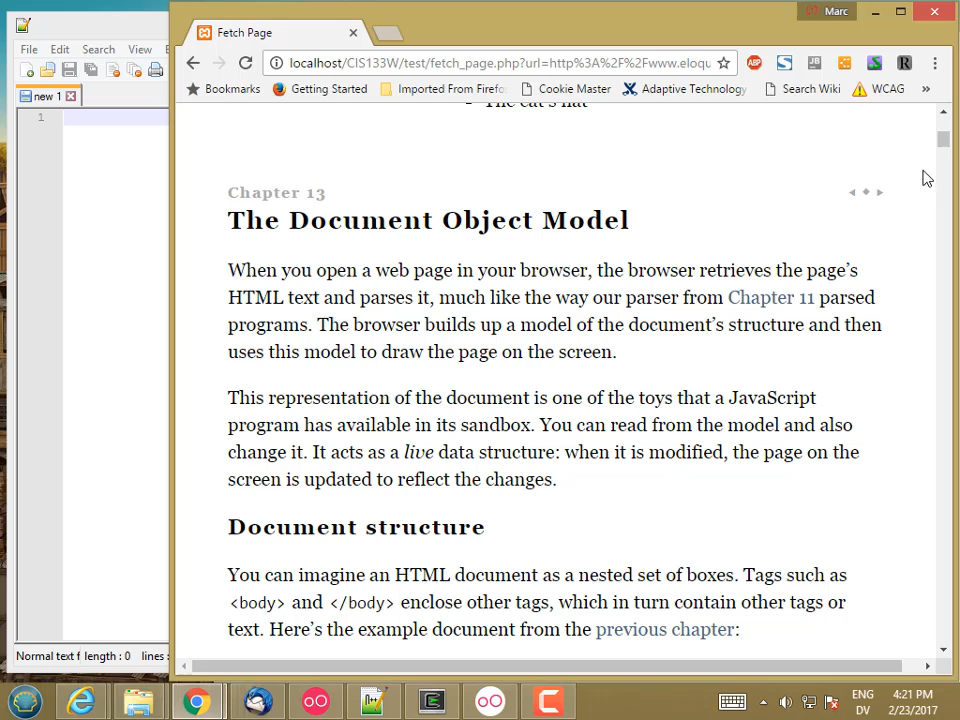 Marc
Fetch Page
File Edit Search View
localhost/CIS133W/test/fetch_page.php?url=http%3A%2F%2Fwww.eloqu
ABP JB R
new 1
Bookmarks Getting Started Imported From Firefo Cookie Master Adaptive Technology Search Wiki WCAG »
The cat's hat
1
Chapter 13
The Document Object Model
When you open a web page in your browser, the browser retrieves the page’s
HTML text and parses it, much like the way our parser from Chapter 11 parsed
programs. The browser builds up a model of the document’s structure and then
uses this model to draw the page on the screen.
This representation of the document is one of the toys that a JavaScript
program has available in its sandbox. You can read from the model and also
change it. It acts as a live data structure: when it is modified, the page on the
screen is updated to reflect the changes.
Document structure
You can imagine an HTML document as a nested set of boxes. Tags such as
<body> and </body> enclose other tags, which in turn contain other tags or
text. Here’s the example document from the previous chapter:
Normal text f length : 0 lines :
ENG 4:21 PM
DV 2/23/2017